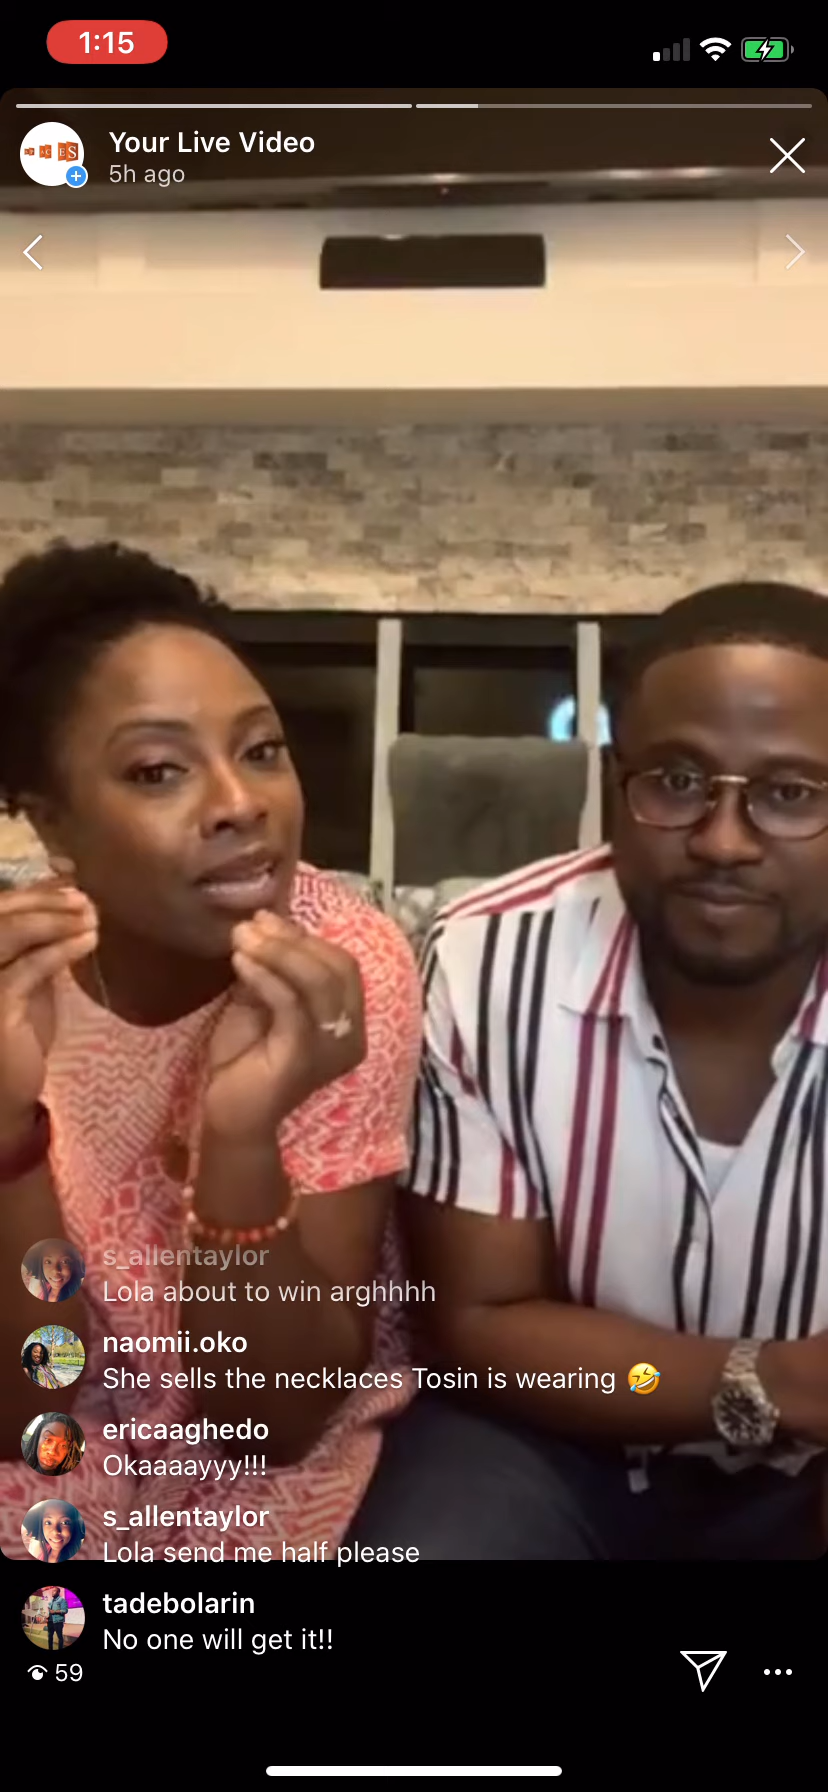 1:15
Your Live Video
5h ago
s_allentaylor
Lola about to win arghhhh
naomii.oko
She sells the necklaces Tosin is wearing 🤣
ericaaghedo
Okaaaayyy!!!
s_allentaylor
Lola send me half please
tadebolarin
No one will get it!!
59